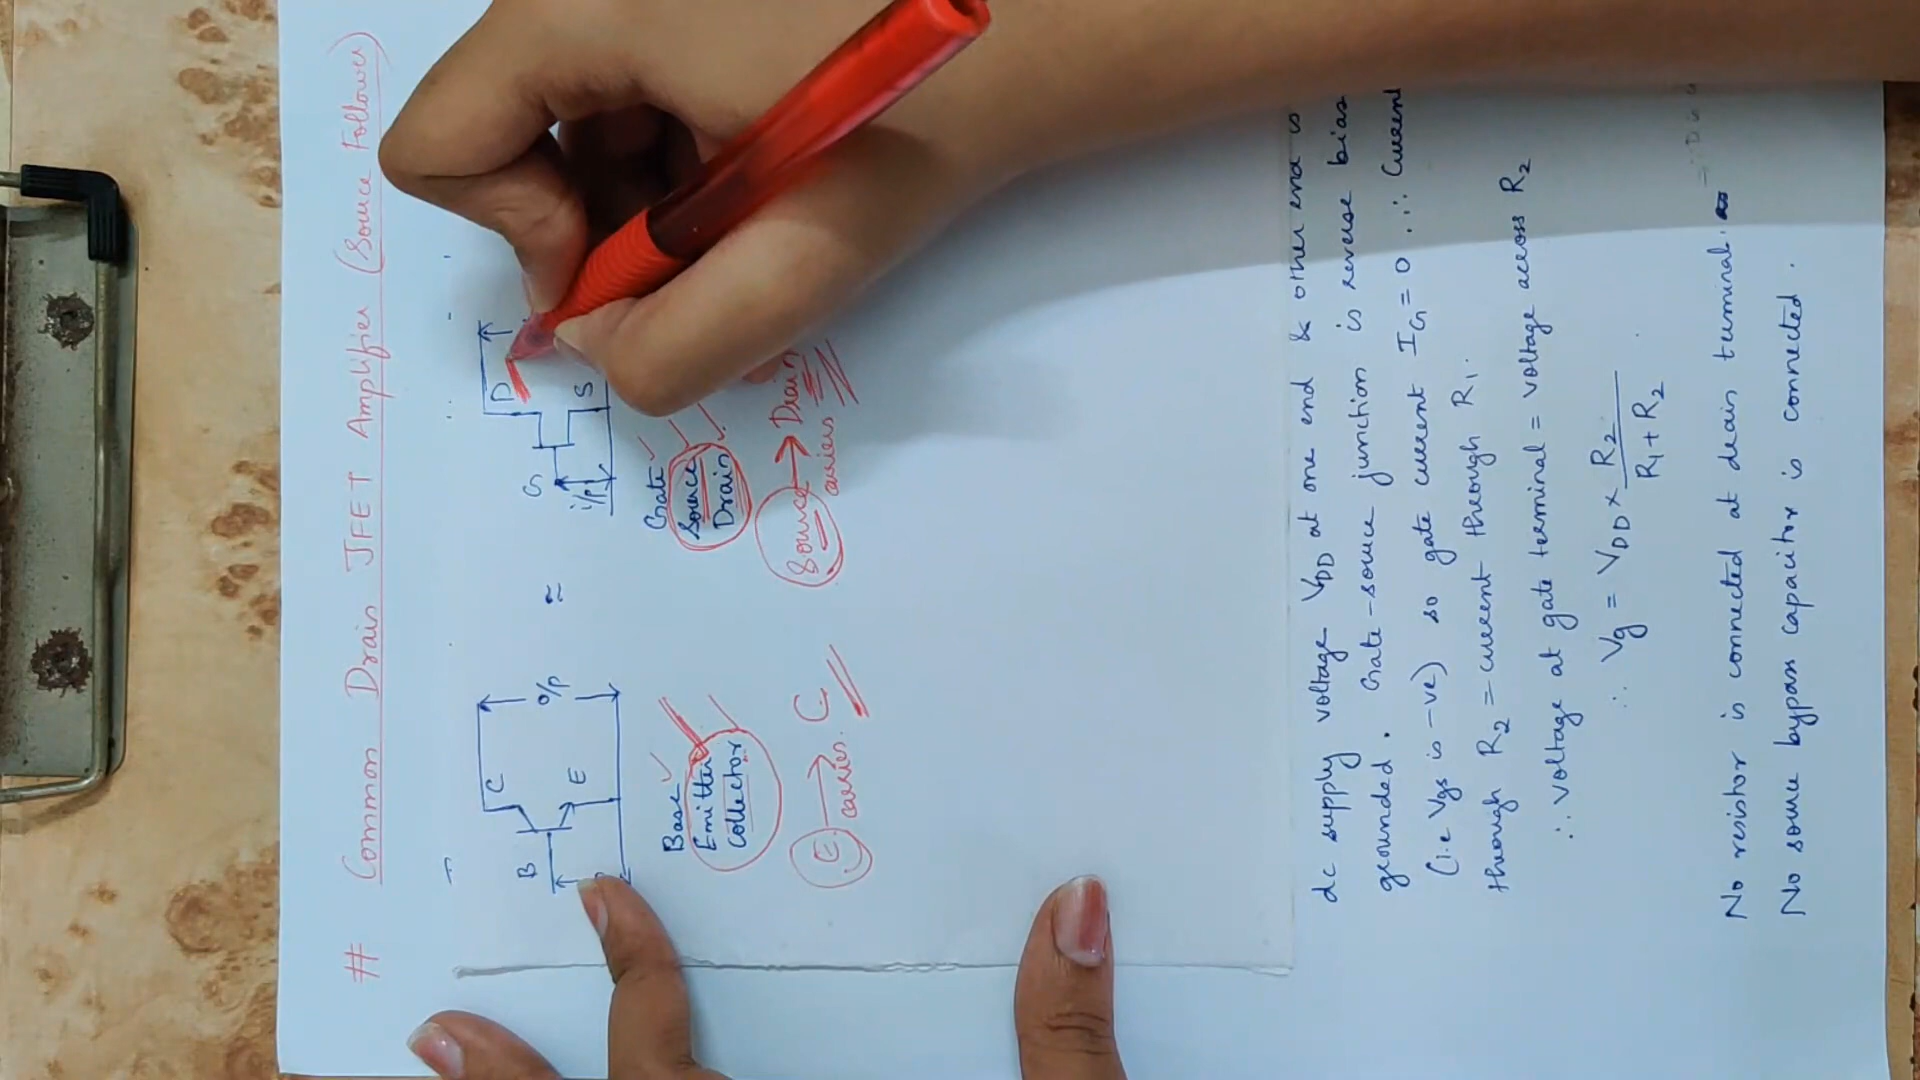 # Common Drain JFET Amplifier (Source Follower)
C
B
E
o/p
≈
D
G
S
i/p
Base
Emitter
Collector
E → C
carries.
Gate
Source
Drain
Source → Drain
carriers
dc supply voltage VDD at one end & other end is
grounded. Gate-source junction is reverse bias
(i.e Vgs is -ve) so gate current IG = 0 ∴ Current
through R2 = current through R1.
∴ voltage at gate terminal = voltage across R2
∴ Vg = VDD × R2 / R1 + R2
No resistor is connected at drain terminal.
No source bypass capacitor is connected.